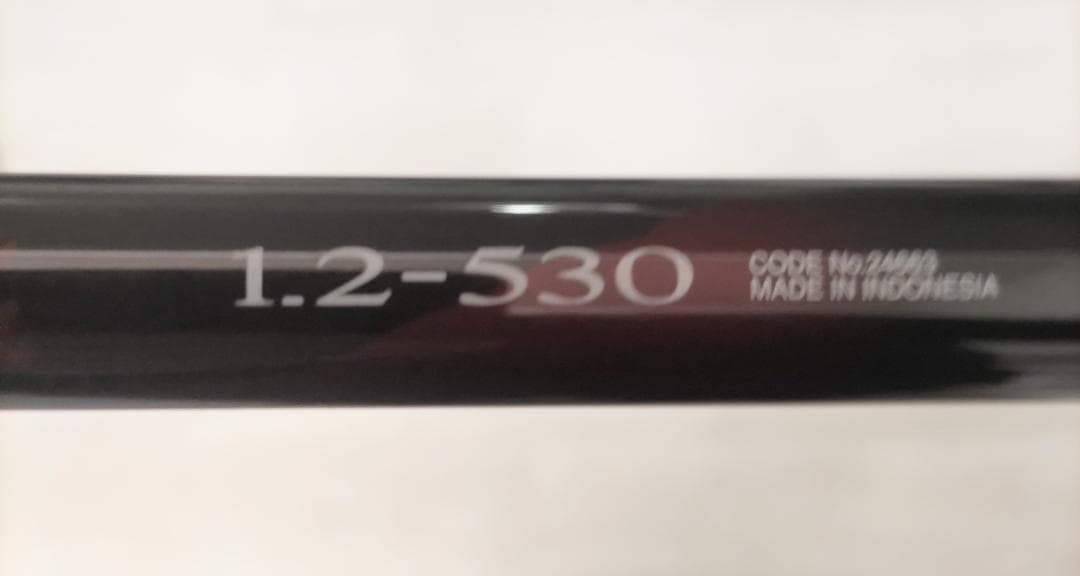 1.2-530
CODE No.
MADE IN INDONESIA